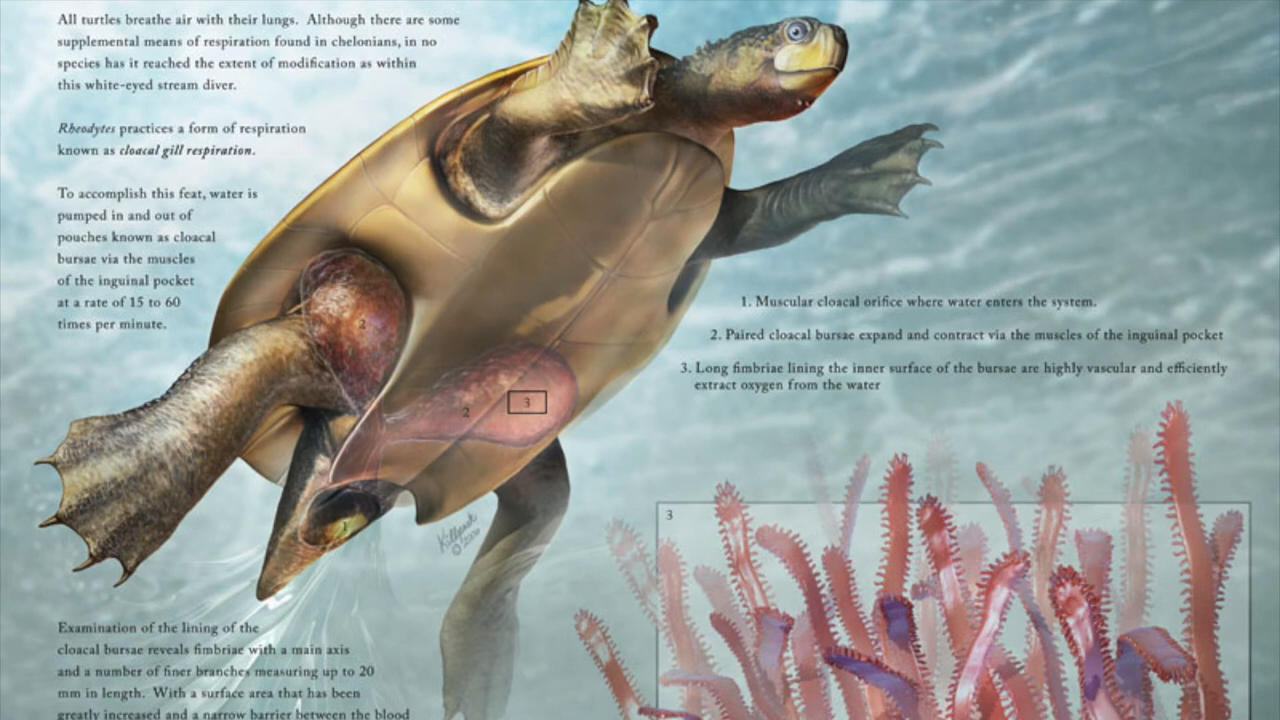 All turtles breathe air with their lungs. Although there are some
supplemental means of respiration found in chelonians, in no
species has it reached the extent of modification as within
this white-eyed stream diver.
Rheodytes practices a form of respiration
known as cloacal gill respiration.
To accomplish this feat, water is
pumped in and out of
pouches known as cloacal
bursae via the muscles
of the inguinal pocket
at a rate of 15 to 60
times per minute.
1. Muscular cloacal orifice where water enters the system.
2. Paired cloacal bursae expand and contract via the muscles of the inguinal pocket
3. Long fimbriae lining the inner surface of the bursae are highly vascular and efficiently
extract oxygen from the water
2
2
3
1
3
Examination of the lining of the
cloacal bursae reveals fimbriae with a main axis
and a number of finer branches measuring up to 20
mm in length. With a surface area that has been
greatly increased and a narrow barrier between the blood